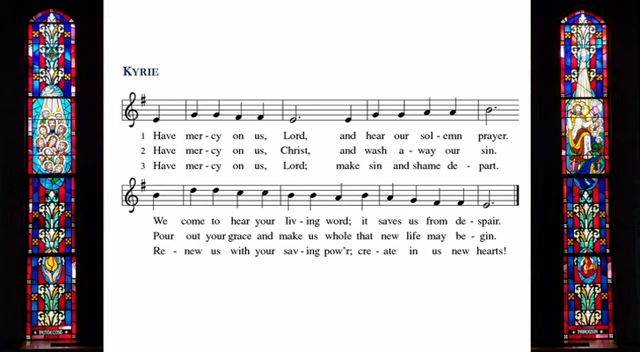 KYRIE
1 Have mer - cy on us, Lord, and hear our sol - emn prayer.
2 Have mer - cy on us, Christ, and wash a - way our sin.
3 Have mer - cy on us, Lord; make sin and shame de - part.
We come to hear your liv - ing word; it saves us from de - spair.
Pour out your grace and make us whole that new life may be - gin.
Re - new us with your sav - ing pow'r; cre - ate in us new hearts!
PENTECOST